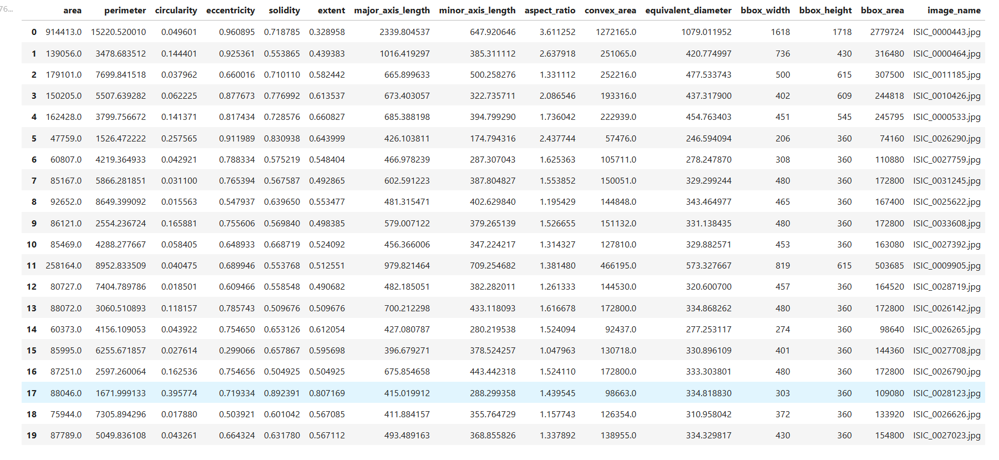 76...
area perimeter circularity eccentricity solidity extent major_axis_length minor_axis_length aspect_ratio convex_area equivalent_diameter bbox_width bbox_height bbox_area image_name
0 914413.0 15220.520010 0.049601 0.960895 0.718785 0.328958 2339.804537 647.920646 3.611252 1272165.0 1079.011952 1618 1718 2779724 ISIC_0000443.jpg
1 139056.0 3478.683512 0.144401 0.925361 0.553865 0.439383 1016.419297 385.311112 2.637918 251065.0 420.774997 736 430 316480 ISIC_0000464.jpg
2 179101.0 7699.841518 0.037962 0.660016 0.710110 0.582442 665.899633 500.258276 1.331112 252216.0 477.533743 500 615 307500 ISIC_0011185.jpg
3 150205.0 5507.639282 0.062225 0.877673 0.776992 0.613537 673.403057 322.735711 2.086546 193316.0 437.317900 402 609 244818 ISIC_0010426.jpg
4 162428.0 3799.756672 0.141371 0.817434 0.728576 0.660827 685.388198 394.799290 1.736042 222939.0 454.763403 451 545 245795 ISIC_0000533.jpg
5 47759.0 1526.472222 0.257565 0.911989 0.830938 0.643999 426.103811 174.794316 2.437744 57476.0 246.594094 206 360 74160 ISIC_0026290.jpg
6 60807.0 4219.364933 0.042921 0.788334 0.575219 0.548404 466.978239 287.307043 1.625363 105711.0 278.247870 308 360 110880 ISIC_0027759.jpg
7 85167.0 5866.281851 0.031100 0.765394 0.567587 0.492865 602.591223 387.804827 1.553852 150051.0 329.299244 480 360 172800 ISIC_0031245.jpg
8 92652.0 8649.399092 0.015563 0.547937 0.639650 0.553477 481.315471 402.629840 1.195429 144848.0 343.464977 465 360 167400 ISIC_0025622.jpg
9 86121.0 2554.236724 0.165881 0.755606 0.569840 0.498385 579.007122 379.265139 1.526655 151132.0 331.138435 480 360 172800 ISIC_0033608.jpg
10 85469.0 4288.277667 0.058405 0.648933 0.668719 0.524092 456.366006 347.224217 1.314327 127810.0 329.882571 453 360 163080 ISIC_0027392.jpg
11 258164.0 8952.833509 0.040475 0.689946 0.553768 0.512551 979.821464 709.254682 1.381480 466195.0 573.327667 819 615 503685 ISIC_0009905.jpg
12 80727.0 7404.789786 0.018501 0.609466 0.558548 0.490682 482.185051 382.282011 1.261333 144530.0 320.600700 457 360 164520 ISIC_0028719.jpg
13 88072.0 3060.510893 0.118157 0.785743 0.509676 0.509676 700.212298 433.118093 1.616678 172800.0 334.868262 480 360 172800 ISIC_0026142.jpg
14 60373.0 4156.109053 0.043922 0.754650 0.653126 0.612054 427.080787 280.219538 1.524094 92437.0 277.253117 274 360 98640 ISIC_0026265.jpg
15 85995.0 6255.671857 0.027614 0.299066 0.657867 0.595698 396.679271 378.524257 1.047963 130718.0 330.896109 401 360 144360 ISIC_0027708.jpg
16 87251.0 2597.260064 0.162536 0.754656 0.504925 0.504925 675.854658 443.442318 1.524110 172800.0 333.303801 480 360 172800 ISIC_0026790.jpg
17 88046.0 1671.999133 0.395774 0.719334 0.892391 0.807169 415.019912 288.299358 1.439545 98663.0 334.818830 303 360 109080 ISIC_0028123.jpg
18 75944.0 7305.894296 0.017880 0.503921 0.601042 0.567085 411.884157 355.764729 1.157743 126354.0 310.958042 372 360 133920 ISIC_0026626.jpg
19 87789.0 5049.836108 0.043261 0.664324 0.631780 0.567112 493.489163 368.855826 1.337892 138955.0 334.329817 430 360 154800 ISIC_0027023.jpg